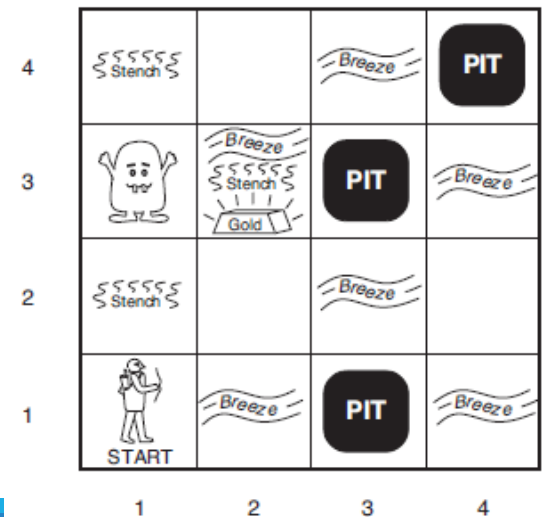 4
Stench
Breeze
PIT
3
Breeze
Stench
Gold
PIT
Breeze
2
Stench
Breeze
1
START
Breeze
PIT
Breeze
1 2 3 4